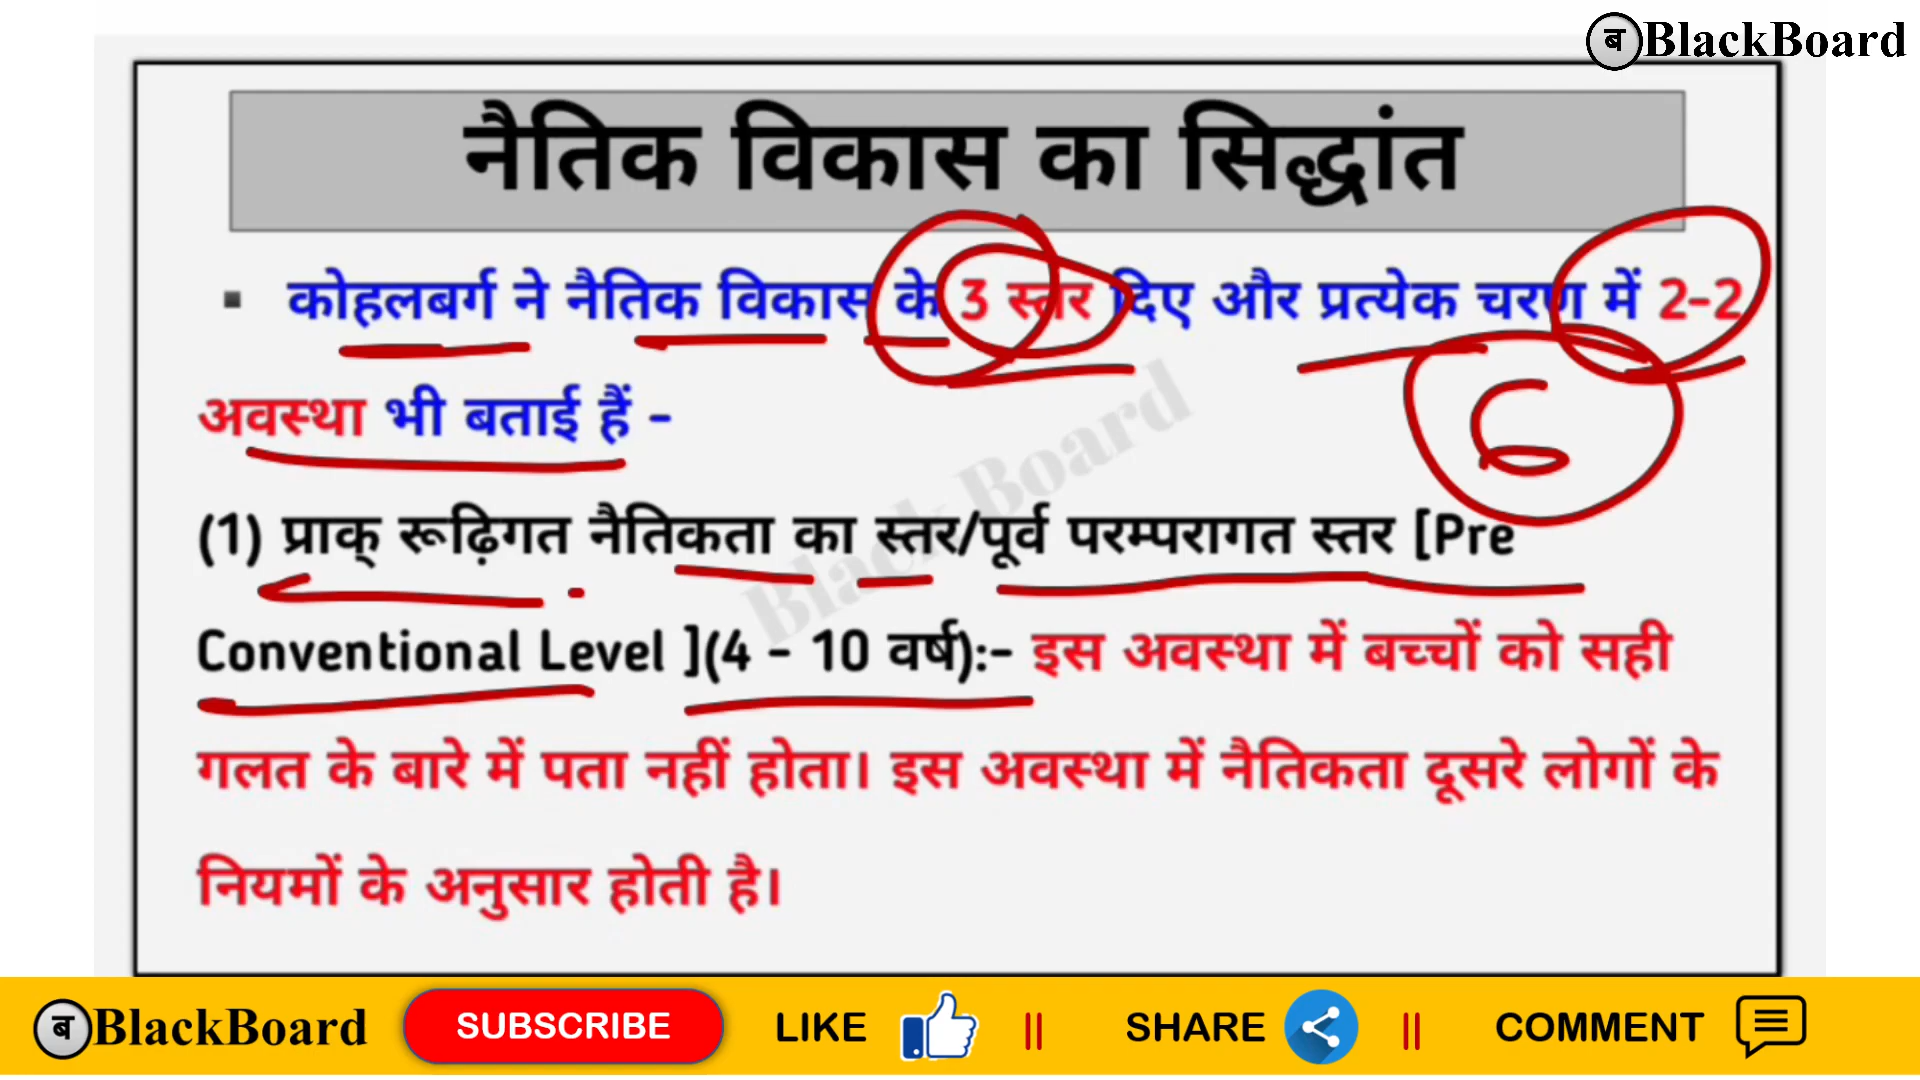 ब BlackBoard
नैतिक विकास का सिद्धांत
▪ कोहलबर्ग ने नैतिक विकास के 3 स्तर दिए और प्रत्येक चरण में 2-2
6
अवस्था भी बताई हैं -
(1) प्राक् रूढ़िगत नैतिकता का स्तर/पूर्व परम्परागत स्तर [Pre
Conventional Level ](4 - 10 वर्ष):- इस अवस्था में बच्चों को सही
गलत के बारे में पता नहीं होता। इस अवस्था में नैतिकता दूसरे लोगों के
नियमों के अनुसार होती है।
Black Board
ब BlackBoard SUBSCRIBE LIKE || SHARE || COMMENT